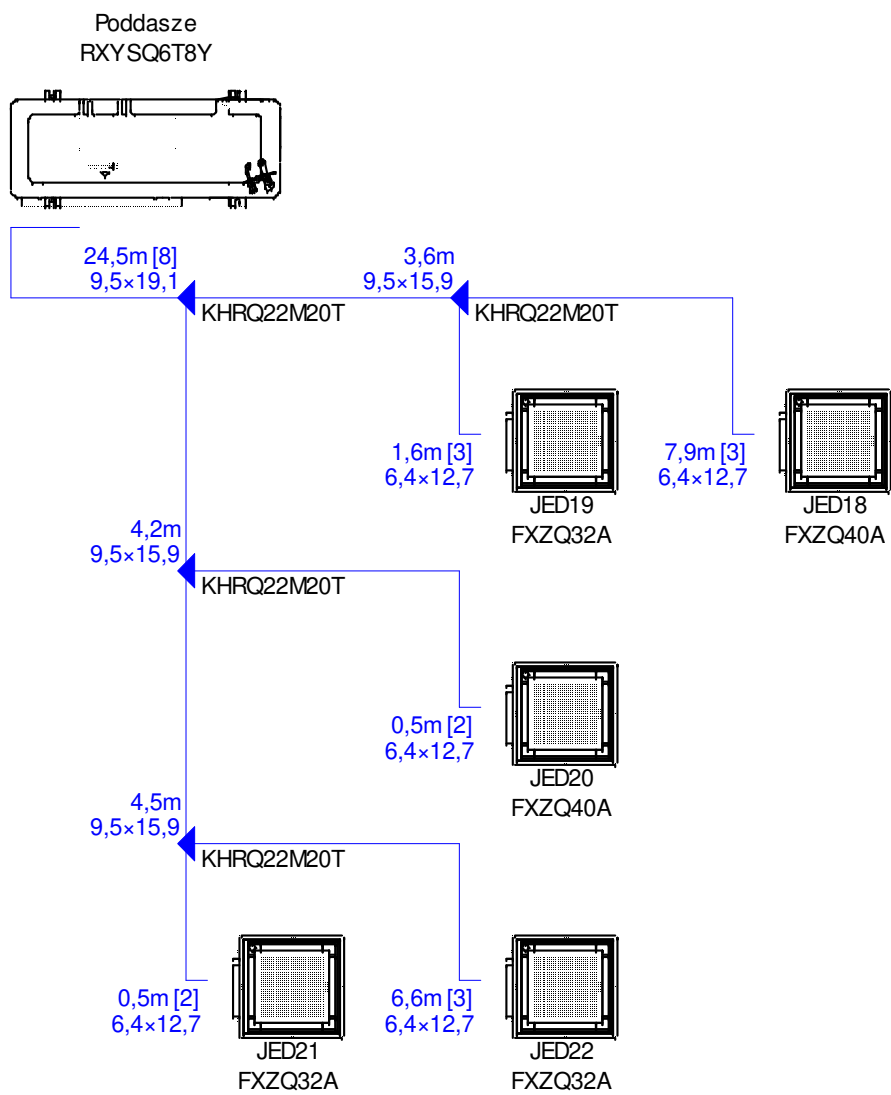 Poddasze
RXYSQ6T8Y
24,5m [8]
9,5×19,1
KHRQ22M20T
3,6m
9,5×15,9
KHRQ22M20T
1,6m [3]
6,4×12,7
JED19
FXZQ32A
7,9m [3]
6,4×12,7
JED18
FXZQ40A
4,2m
9,5×15,9
KHRQ22M20T
0,5m [2]
6,4×12,7
JED20
FXZQ40A
4,5m
9,5×15,9
KHRQ22M20T
0,5m [2]
6,4×12,7
JED21
FXZQ32A
6,6m [3]
6,4×12,7
JED22
FXZQ32A